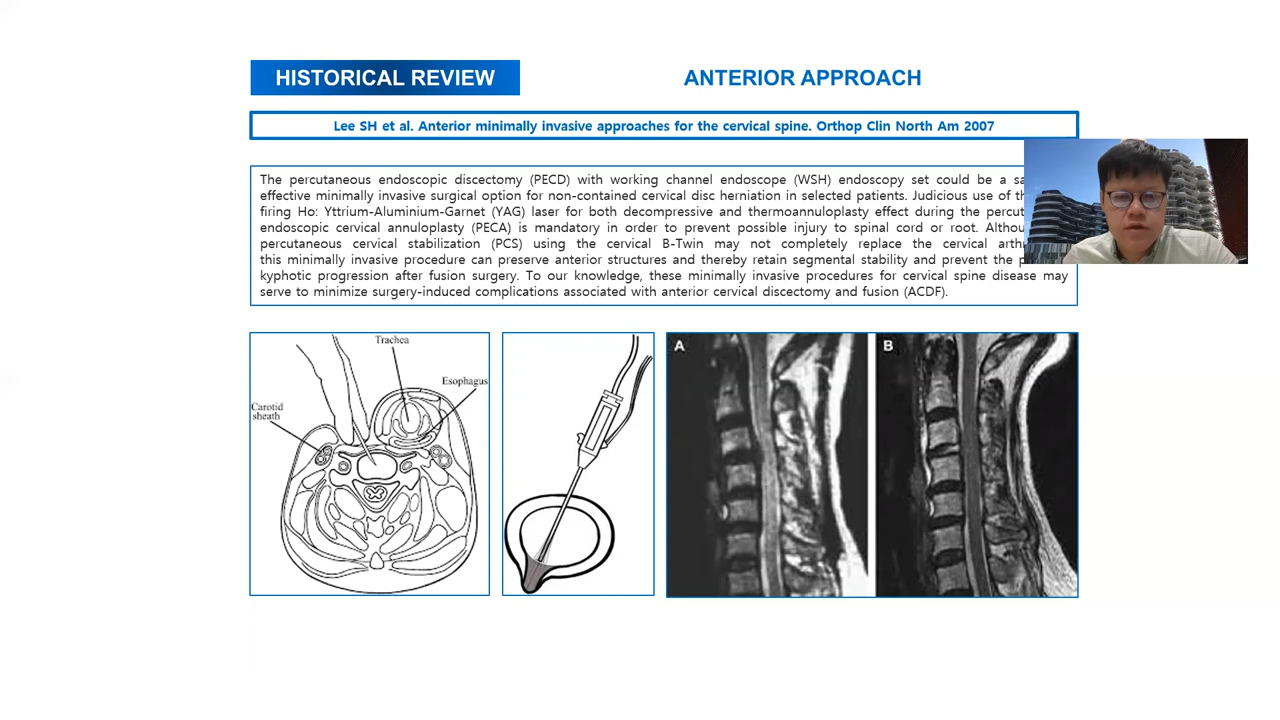 HISTORICAL REVIEW
ANTERIOR APPROACH
Lee SH et al. Anterior minimally invasive approaches for the cervical spine. Orthop Clin North Am 2007
The percutaneous endoscopic discectomy (PECD) with working channel endoscope (WSH) endoscopy set could be a
effective minimally invasive surgical option for non-contained cervical disc herniation in selected patients. Judicious use of
firing Ho: Yttrium-Aluminium-Garnet (YAG) laser for both decompressive and thermoannuloplasty effect during the
endoscopic cervical annuloplasty (PECA) is mandatory in order to prevent possible injury to spinal cord or root.
percutaneous cervical stabilization (PCS) using the cervical B-Twin may not completely replace the cervical
this minimally invasive procedure can preserve anterior structures and thereby retain segmental stability and prevent the
kyphotic progression after fusion surgery. To our knowledge, these minimally invasive procedures for cervical spine disease may
serve to minimize surgery-induced complications associated with anterior cervical discectomy and fusion (ACDF).
Trachea
Esophagus
Carotid
sheath
A
B